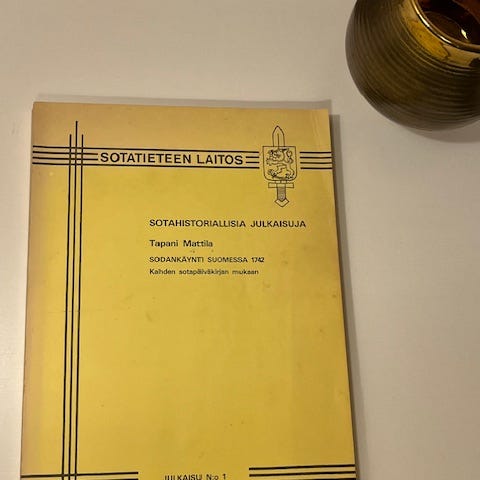 SOTATIETEEN LAITOS
SOTAHISTORIALLISIA JULKAISUJA
Tapani Mattila
SODANKÄYNTI SUOMESSA 1742
Kahden sotapäiväkirjan mukaan
JULKAISU N:o 1